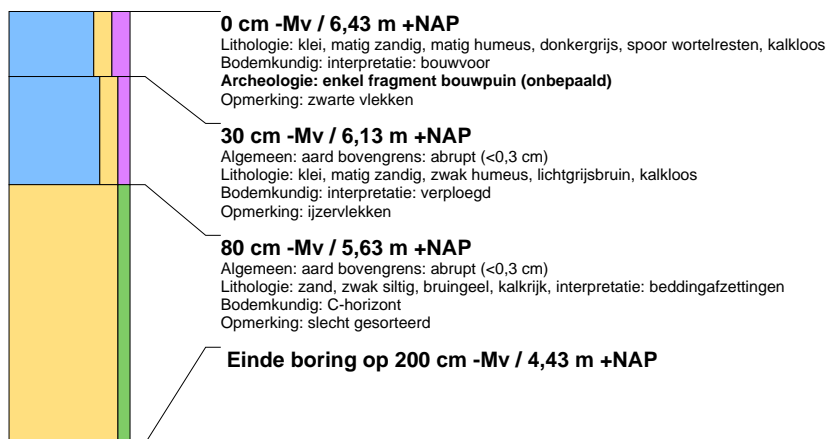 0 cm -Mv / 6,43 m +NAP
Lithologie: klei, matig zandig, matig humeus, donkergrijs, spoor wortelresten, kalkloos
Bodemkundig: interpretatie: bouwvoor
Archeologie: enkel fragment bouwpuin (onbepaald)
Opmerking: zwarte vlekken
30 cm -Mv / 6,13 m +NAP
Algemeen: aard bovengrens: abrupt (<0,3 cm)
Lithologie: klei, matig zandig, zwak humeus, lichtgrijsbruin, kalkloos
Bodemkundig: interpretatie: verploegd
Opmerking: ijzervlekken
80 cm -Mv / 5,63 m +NAP
Algemeen: aard bovengrens: abrupt (<0,3 cm)
Lithologie: zand, zwak siltig, bruingeel, kalkrijk, interpretatie: beddingafzettingen
Bodemkundig: C-horizont
Opmerking: slecht gesorteerd
Einde boring op 200 cm -Mv / 4,43 m +NAP